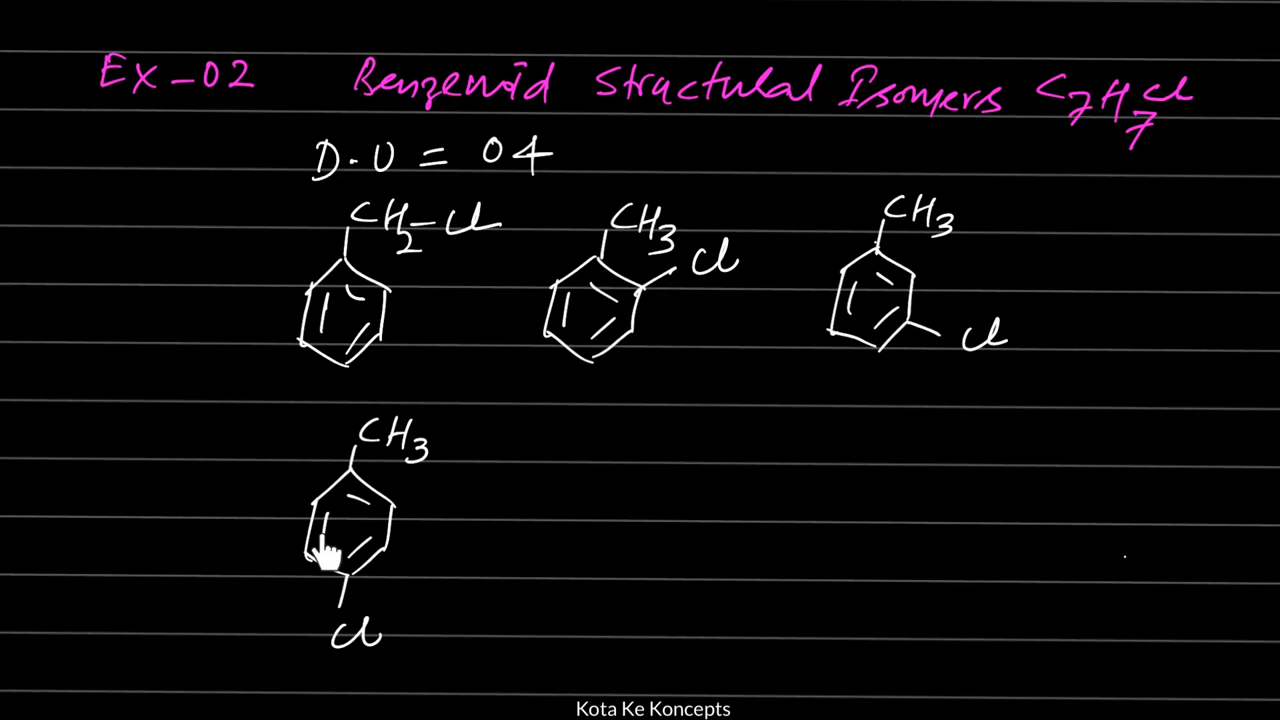 Ex-02 Benzenoid Structural Isomers C7H7Cl
D.U = 04
CH2-Cl CH3 Cl CH3 Cl
CH3
Cl
Kota Ke Koncepts